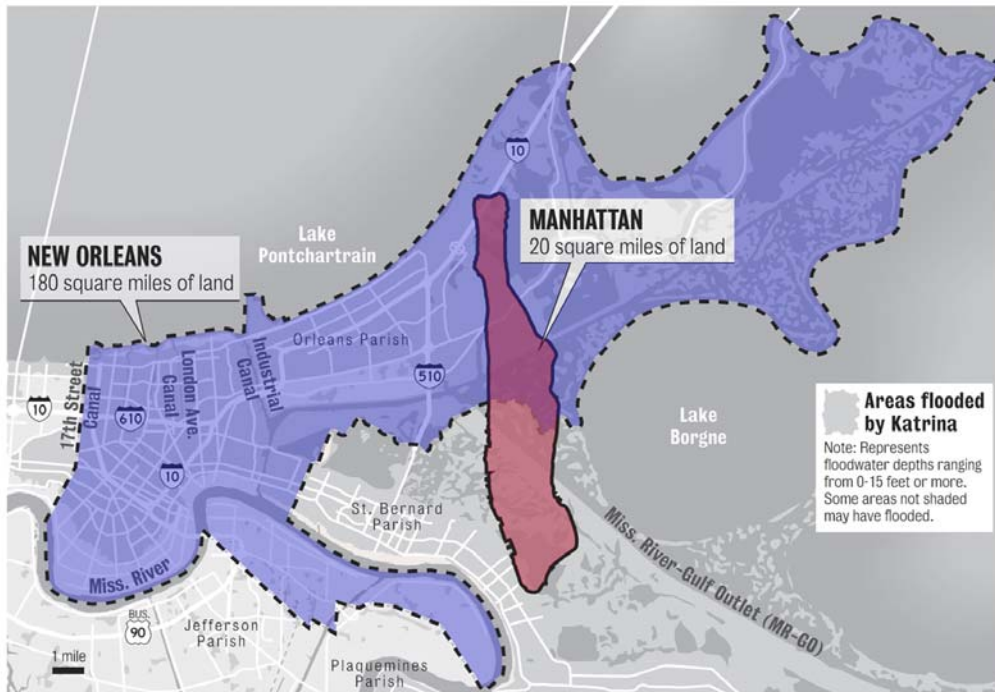 10
MANHATTAN
20 square miles of land
Lake
Pontchartrain
NEW ORLEANS
180 square miles of land
Orleans Parish
Industrial
Canal
London Ave.
Canal
17th Street
Canal
510
10
610
10
Lake
Borgne
Areas flooded
by Katrina
Note: Represents
floodwater depths ranging
from 0-15 feet or more.
Some areas not shaded
may have flooded.
St. Bernard
Parish
Miss. River-Gulf Outlet (MR-GO)
Miss. River
BUS.
90
Jefferson
Parish
Plaquemines
Parish
1 mile